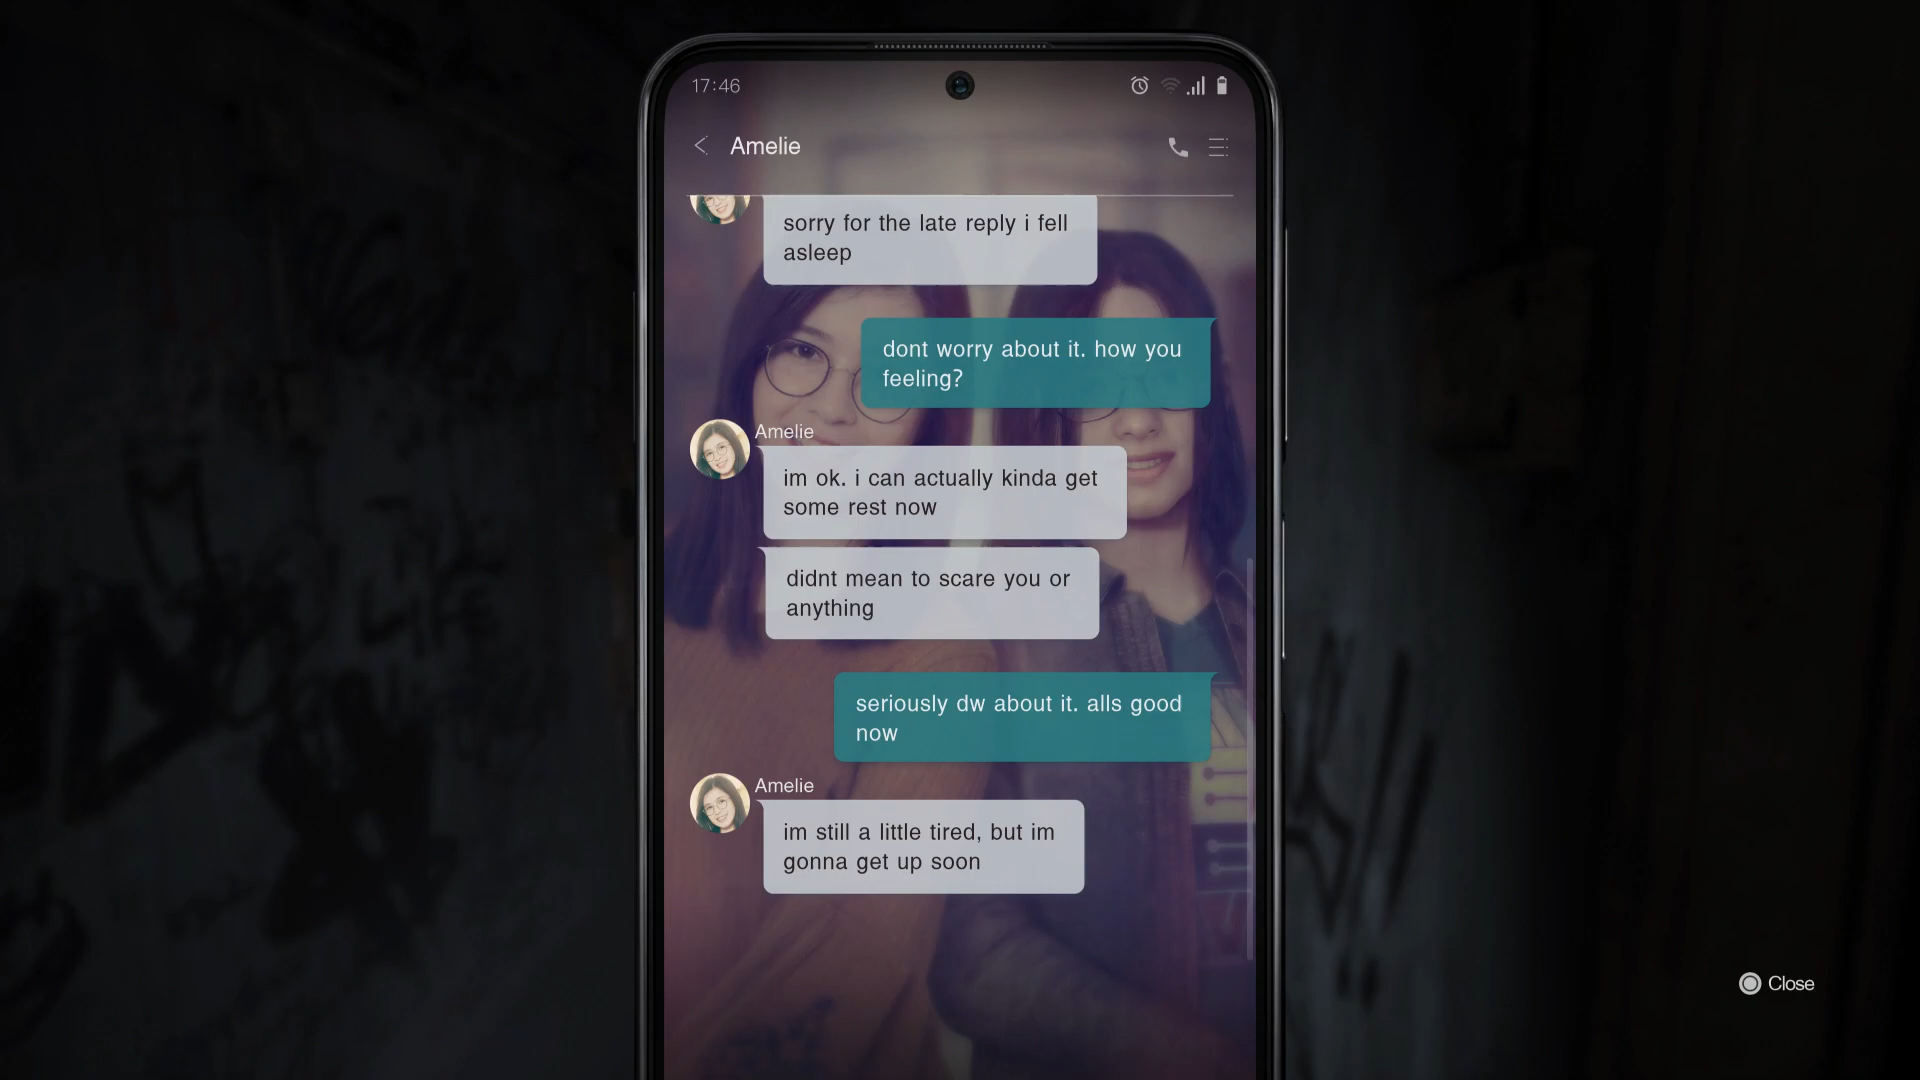 17:46
Amelie
sorry for the late reply i fell
asleep
dont worry about it. how you
feeling?
Amelie
im ok. i can actually kinda get
some rest now
didnt mean to scare you or
anything
seriously dw about it. alls good
now
Amelie
im still a little tired, but im
gonna get up soon
Close